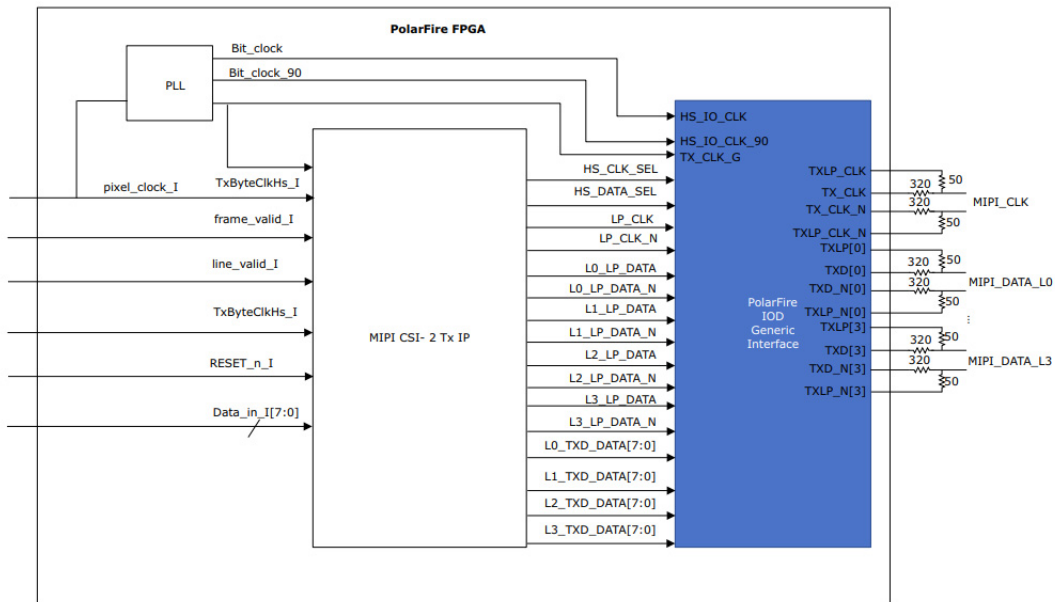 PolarFire FPGA
PLL
Bit_clock
Bit_clock_90
pixel_clock_I
TxByteClkHs_I
frame_valid_I
line_valid_I
TxByteClkHs_I
RESET_n_I
Data_in_I[7:0]
MIPI CSI- 2 Tx IP
HS_CLK_SEL
HS_DATA_SEL
LP_CLK
LP_CLK_N
L0_LP_DATA
L0_LP_DATA_N
L1_LP_DATA
L1_LP_DATA_N
L2_LP_DATA
L2_LP_DATA_N
L3_LP_DATA
L3_LP_DATA_N
L0_TXD_DATA[7:0]
L1_TXD_DATA[7:0]
L2_TXD_DATA[7:0]
L3_TXD_DATA[7:0]
HS_IO_CLK
HS_IO_CLK_90
TX_CLK_G
PolarFire
IOD
Generic
Interface
TXLP_CLK
TX_CLK
TX_CLK_N
TXLP_CLK_N
TXLP[0]
TXD[0]
TXD_N[0]
TXLP_N[0]
TXLP[3]
TXD[3]
TXD_N[3]
TXLP_N[3]
320
50
320
50
MIPI_CLK
320
50
320
50
MIPI_DATA_L0
...
320
50
320
50
MIPI_DATA_L3